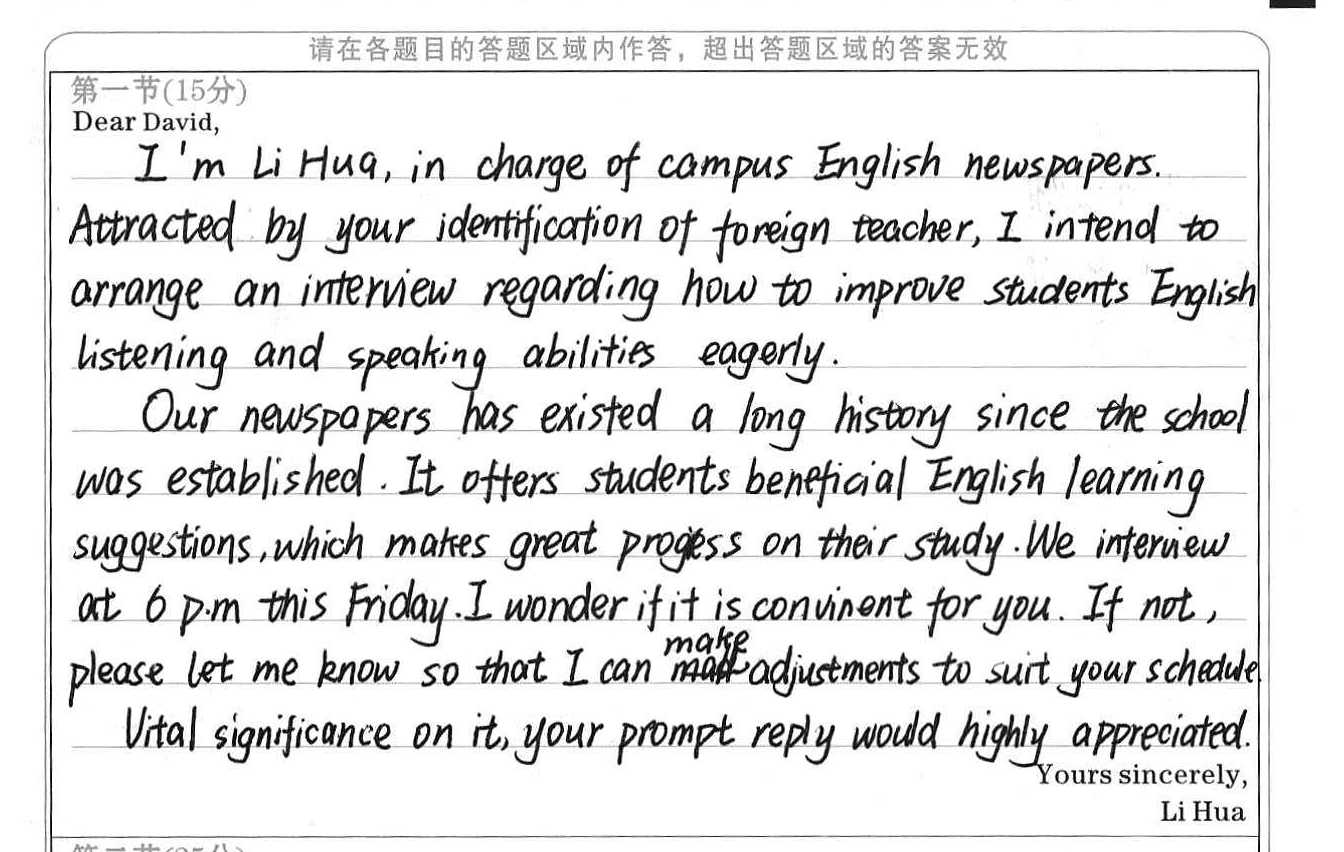 请在各题目的答题区域内作答，超出答题区域的答案无效
第一节(15分)
Dear David,
I'm Li Hua, in charge of campus English newspapers.
Attracted by your identification of foreign teacher, I intend to
arrange an interview regarding how to improve students English
listening and speaking abilities eagerly.
Our newspapers has existed a long history since the school
was established. It offers students beneficial English learning
suggestions, which makes great progess on their study. We interview
at 6 p.m this Friday. I wonder if it is convinent for you. If not,
make
please let me know so that I can adjustments to suit your schedule.
Vital significance on it, your prompt reply would highly appreciated.
Yours sincerely,
Li Hua